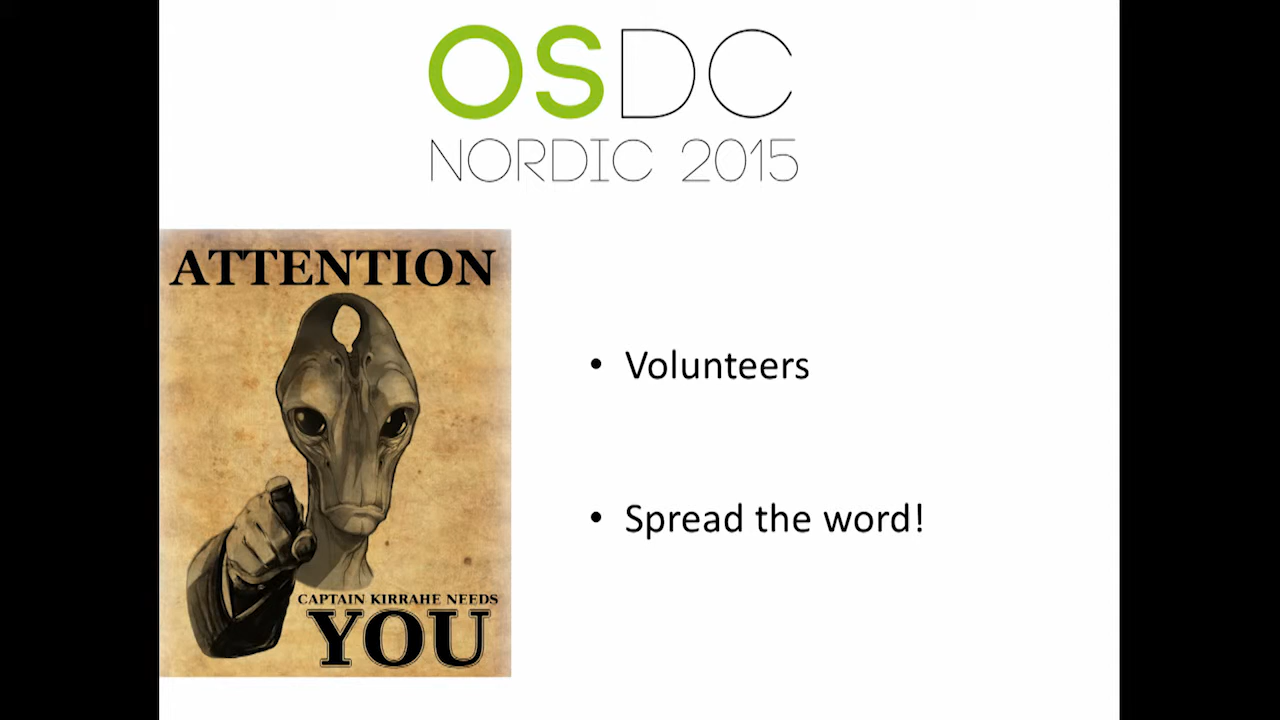 OSDC
NORDIC 2015
ATTENTION
CAPTAIN KIRRAHE NEEDS
YOU
• Volunteers
• Spread the word!